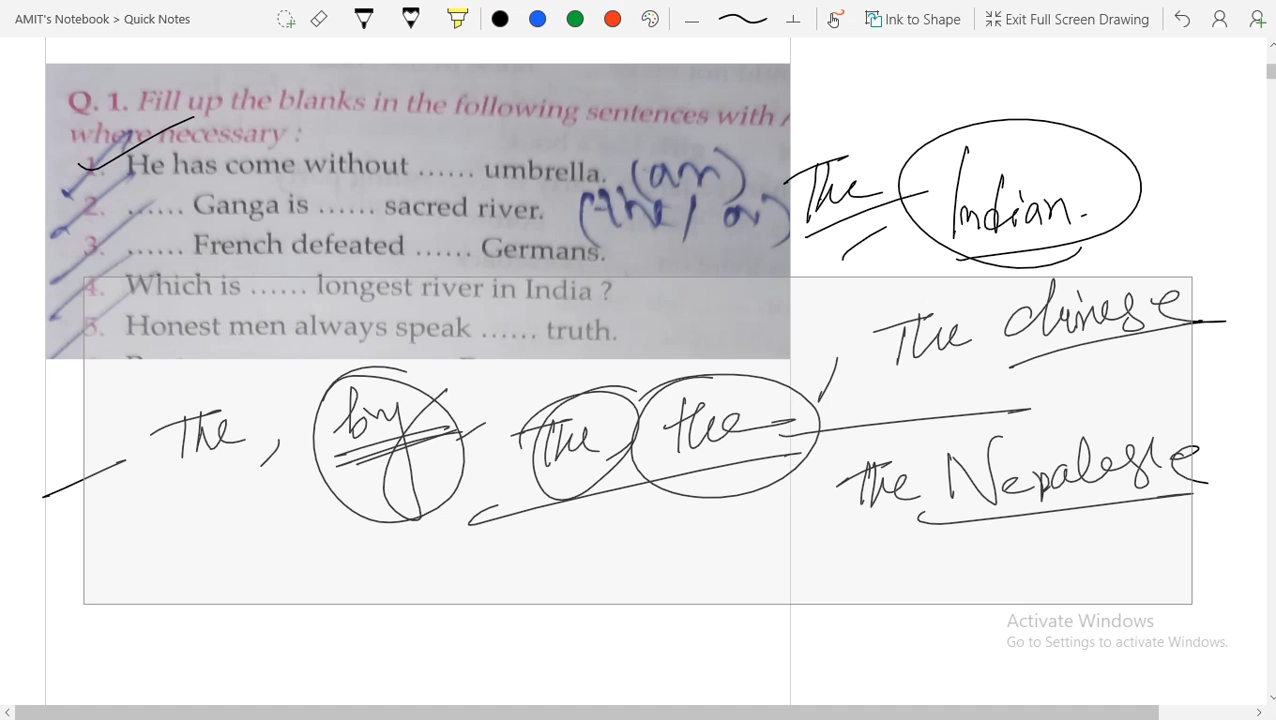 AMIT's Notebook > Quick Notes
Ink to Shape
Exit Full Screen Drawing
Q. 1. Fill up the blanks in the following sentences with
where necessary :
1. He has come without ...... umbrella. (an)
2. ...... Ganga is ...... sacred river. (the / a)
3. ...... French defeated ...... Germans.
4. Which is ...... longest river in India ?
5. Honest men always speak ...... truth.
The Indian.
, The chinese
The, by the the
the Nepalese
Activate Windows
Go to Settings to activate Windows.